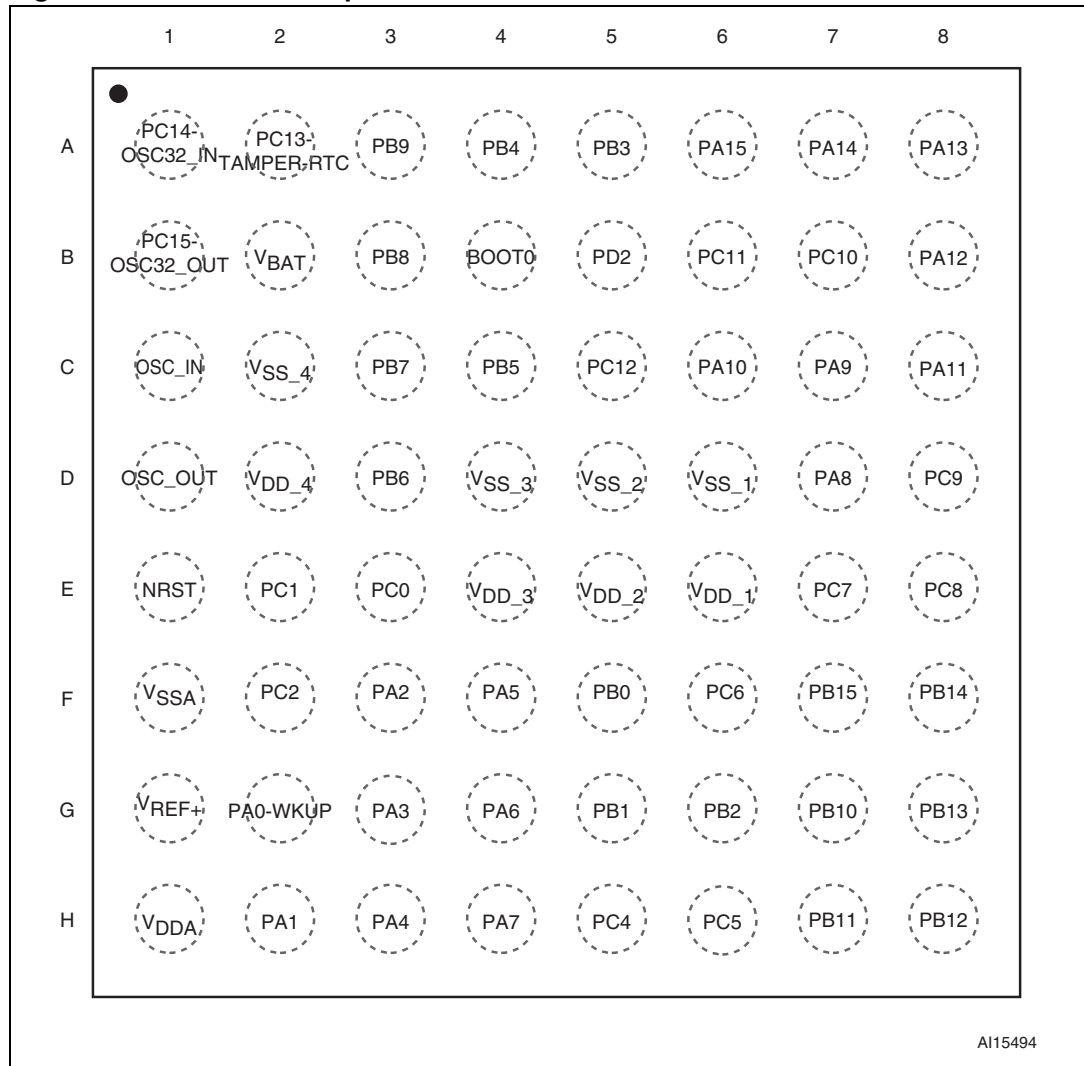 1 2 3 4 5 6 7 8
A PC14-OSC32_IN PC13-TAMPER-RTC PB9 PB4 PB3 PA15 PA14 PA13
B PC15-OSC32_OUT VBAT PB8 BOOT0 PD2 PC11 PC10 PA12
C OSC_IN VSS_4 PB7 PB5 PC12 PA10 PA9 PA11
D OSC_OUT VDD_4 PB6 VSS_3 VSS_2 VSS_1 PA8 PC9
E NRST PC1 PC0 VDD_3 VDD_2 VDD_1 PC7 PC8
F VSSA PC2 PA2 PA5 PB0 PC6 PB15 PB14
G VREF+ PA0-WKUP PA3 PA6 PB1 PB2 PB10 PB13
H VDDA PA1 PA4 PA7 PC4 PC5 PB11 PB12
AI15494